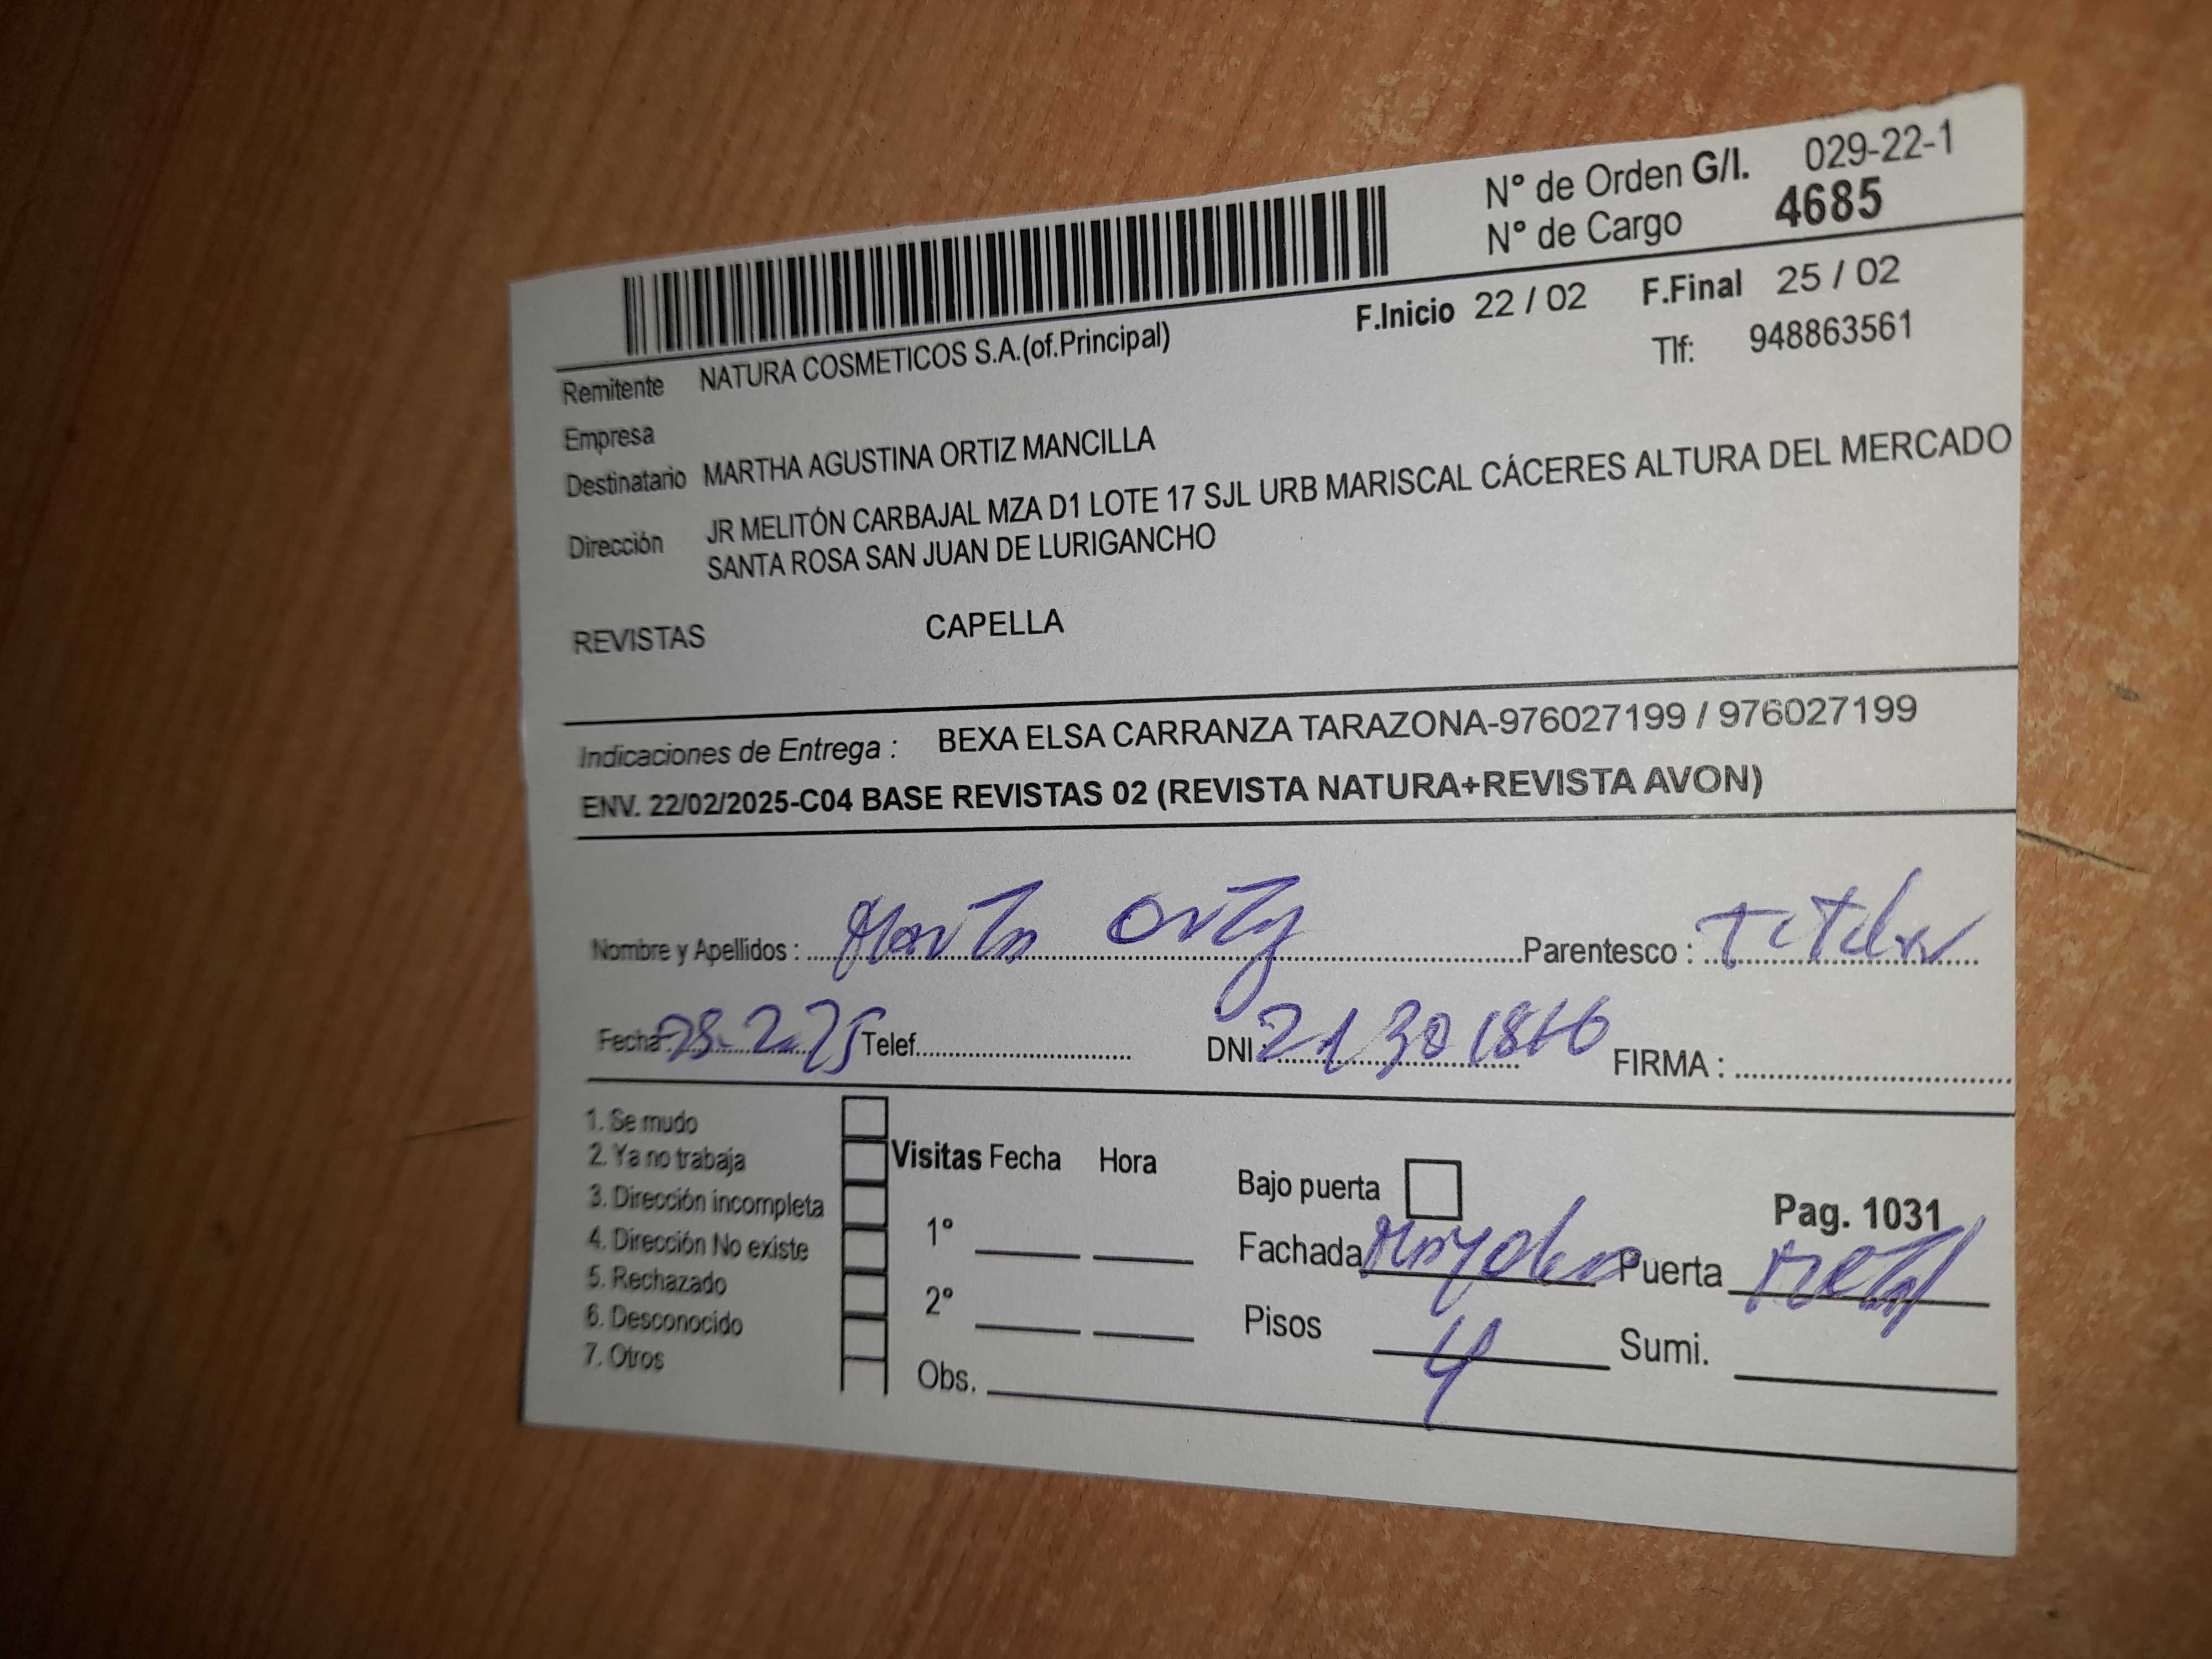 N° de Orden G/I. 029-22-1
N° de Cargo 4685
F.Inicio 22 / 02 F.Final 25 / 02
Remitente NATURA COSMETICOS S.A.(of.Principal) Tlf: 948863561
Empresa
Destinatario MARTHA AGUSTINA ORTIZ MANCILLA
Dirección JR MELITÓN CARBAJAL MZA D1 LOTE 17 SJL URB MARISCAL CÁCERES ALTURA DEL MERCADO
SANTA ROSA SAN JUAN DE LURIGANCHO
REVISTAS CAPELLA
Indicaciones de Entrega : BEXA ELSA CARRANZA TARAZONA-976027199 / 976027199
ENV. 22/02/2025-C04 BASE REVISTAS 02 (REVISTA NATURA+REVISTA AVON)
Nombre y Apellidos : Marta Ortiz Parentesco : Titular
Fecha: Telef. DNI FIRMA :
1. Se mudo
2. Ya no trabaja
3. Dirección incompleta
4. Dirección No existe
5. Rechazado
6. Desconocido
7. Otros
Visitas Fecha Hora
1°
2°
Obs.
Bajo puerta
Pag. 1031
Fachada Puerta metal
Pisos 4 Sumi.